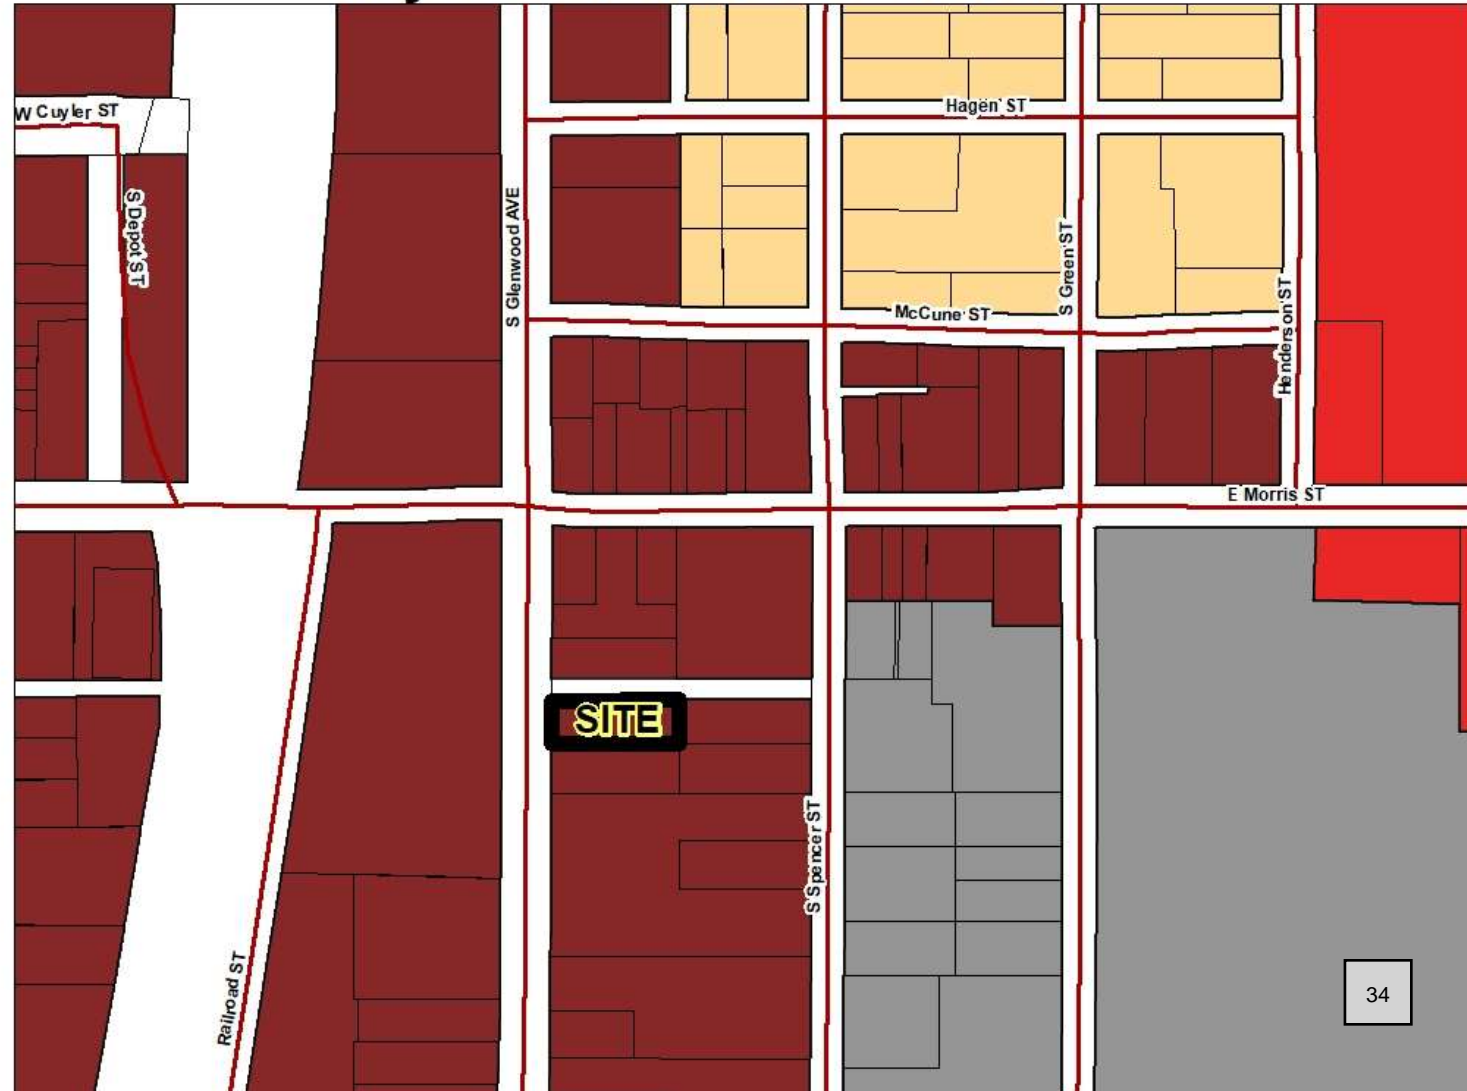 Hagen ST
W Cuyler ST
S Depot ST
S Glenwood AVE
S Green ST
McCune ST
Henderson ST
E Morris ST
SITE
S Spencer ST
Railroad ST
34